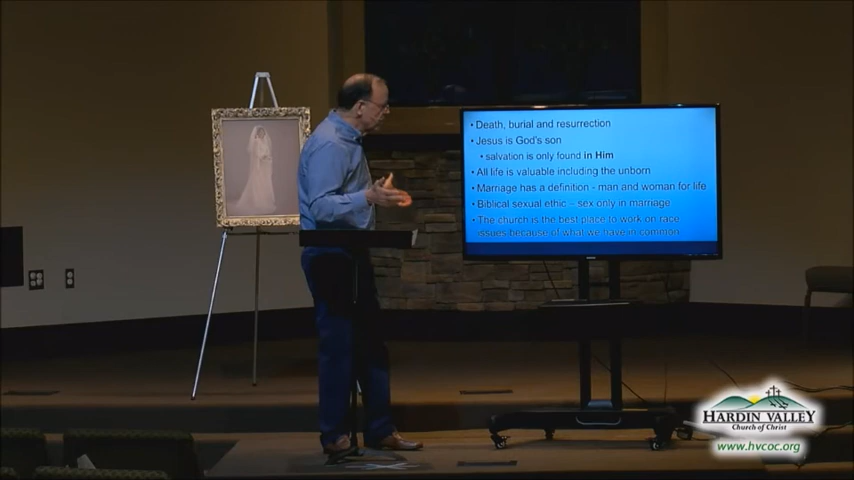 • Death, burial and resurrection
• Jesus is God's son
• salvation is only found in Him
• All life is valuable including the unborn
• Marriage has a definition - man and woman for life
• Biblical sexual ethic – sex only in marriage
• The church is the best place to work on race
issues because of what we have in common
HARDIN VALLEY
Church of Christ
www.hvcoc.org